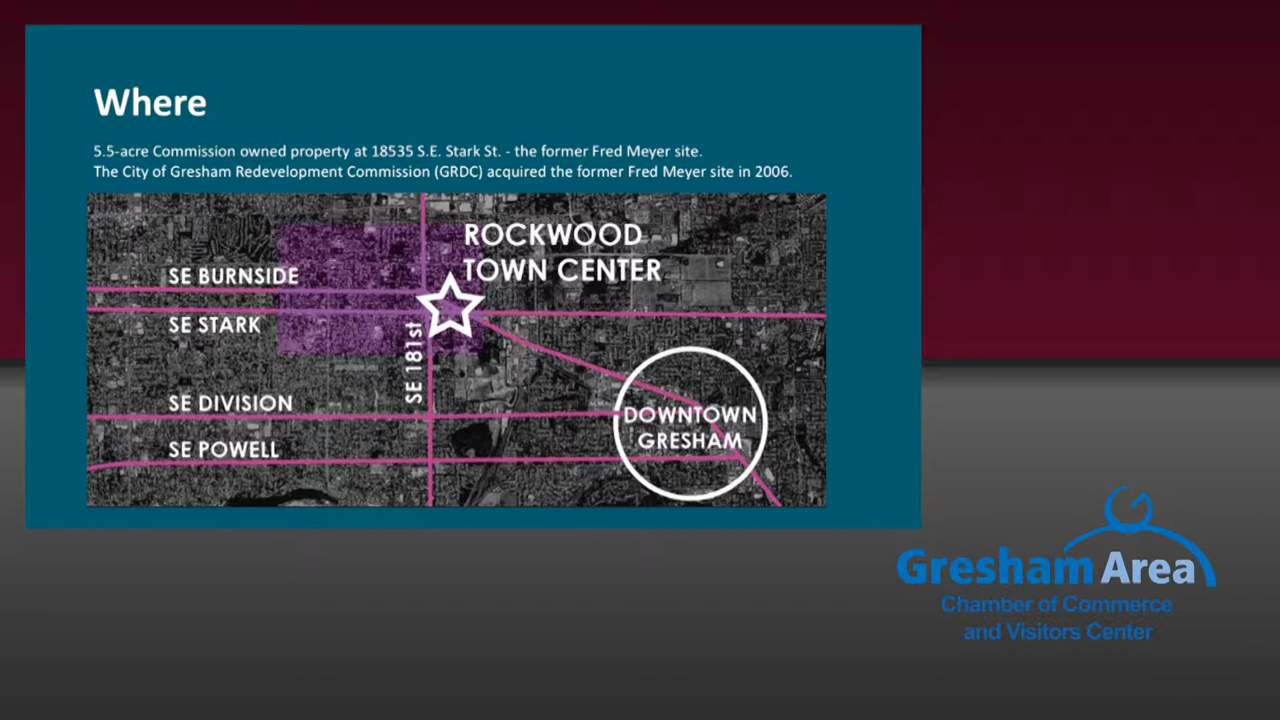 Where
5.5-acre Commission owned property at 18535 S.E. Stark St. - the former Fred Meyer site.
The City of Gresham Redevelopment Commission (GRDC) acquired the former Fred Meyer site in 2006.
ROCKWOOD
TOWN CENTER
SE BURNSIDE
SE STARK
SE 181st
SE DIVISION
SE POWELL
DOWNTOWN
GRESHAM
G
Gresham Area
Chamber of Commerce
and Visitors Center